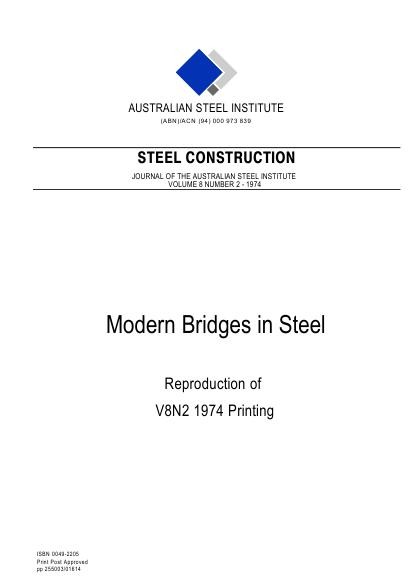 AUSTRALIAN STEEL INSTITUTE
(ABN)/ACN (94) 000 973 839
STEEL CONSTRUCTION
JOURNAL OF THE AUSTRALIAN STEEL INSTITUTE
VOLUME 8 NUMBER 2 - 1974
Modern Bridges in Steel
Reproduction of
V8N2 1974 Printing
ISBN 0049-2205
Print Post Approved
pp 255003/01614